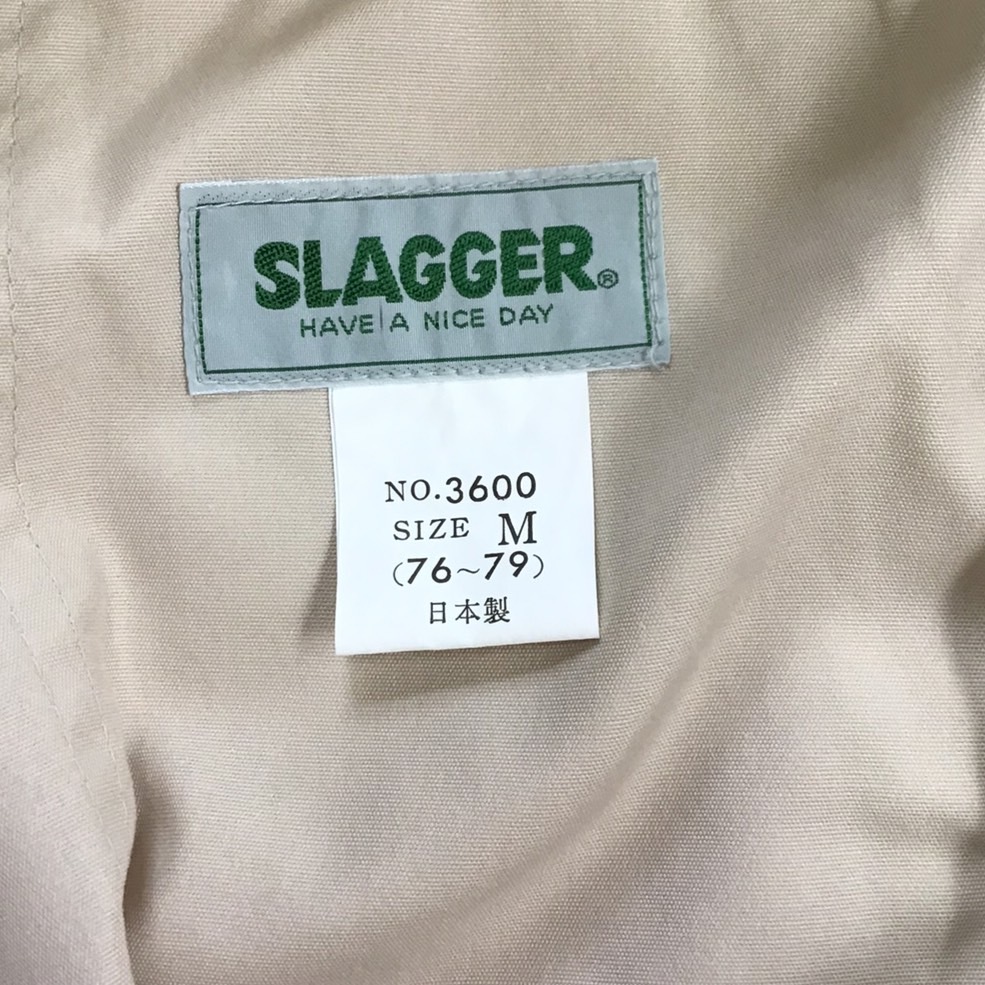 SLAGGER®
HAVE A NICE DAY
NO.3600
SIZE M
(76~79)
日本製